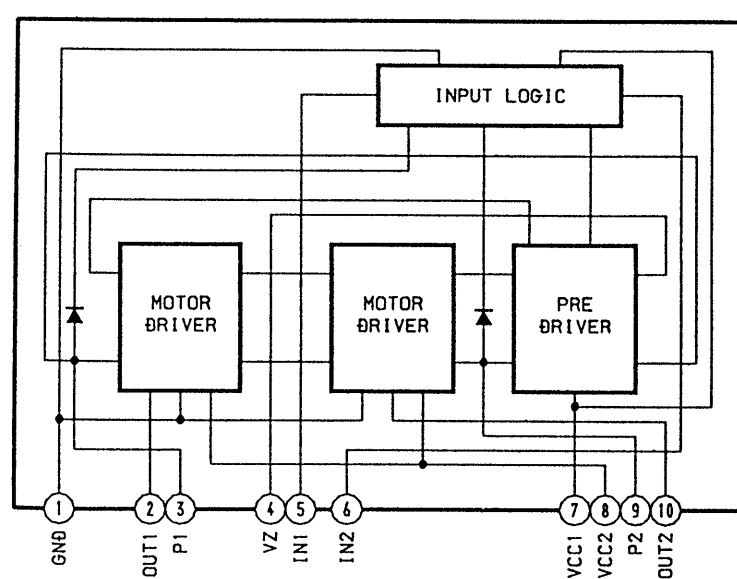 INPUT LOGIC
MOTOR
DRIVER
MOTOR
DRIVER
PRE
DRIVER
1 2 3 4 5 6 7 8 9 10
GND OUT1 P1 VZ IN1 IN2 VCC1 VCC2 P2 OUT2